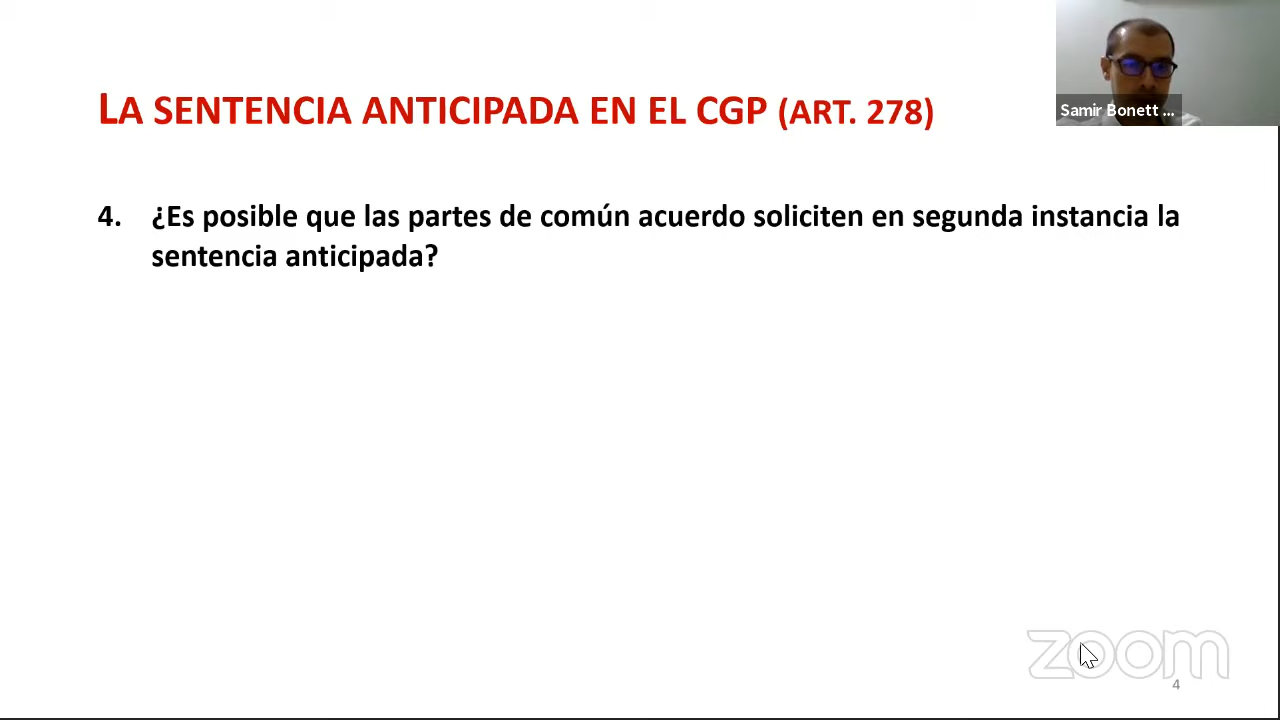 LA SENTENCIA ANTICIPADA EN EL CGP (ART. 278)
Samir Bonett ...
4. ¿Es posible que las partes de común acuerdo soliciten en segunda instancia la
sentencia anticipada?
zoom
4